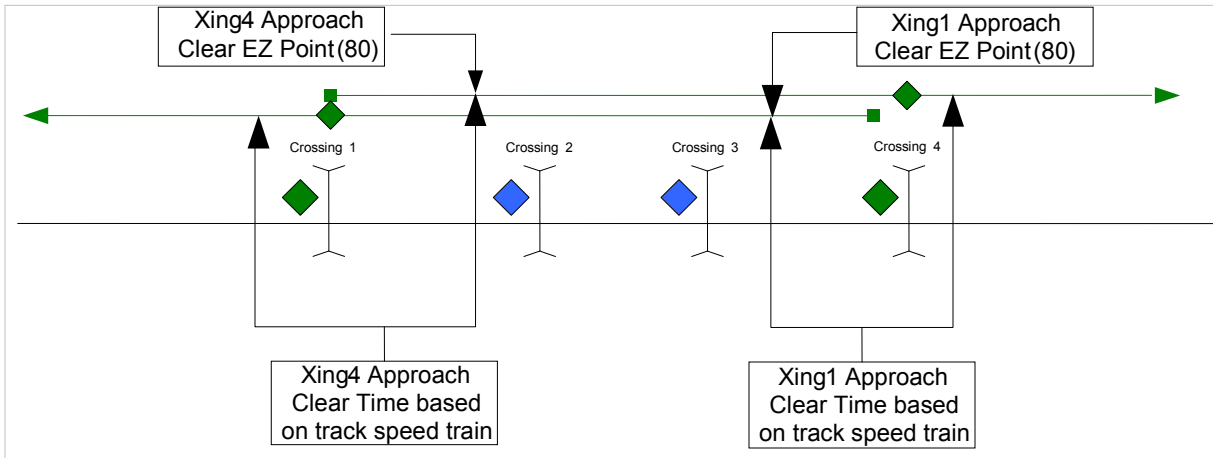 Xing4 Approach
Clear EZ Point (80)
Xing1 Approach
Clear EZ Point (80)
Crossing 1
Crossing 2
Crossing 3
Crossing 4
Xing4 Approach
Clear Time based
on track speed train
Xing1 Approach
Clear Time based
on track speed train